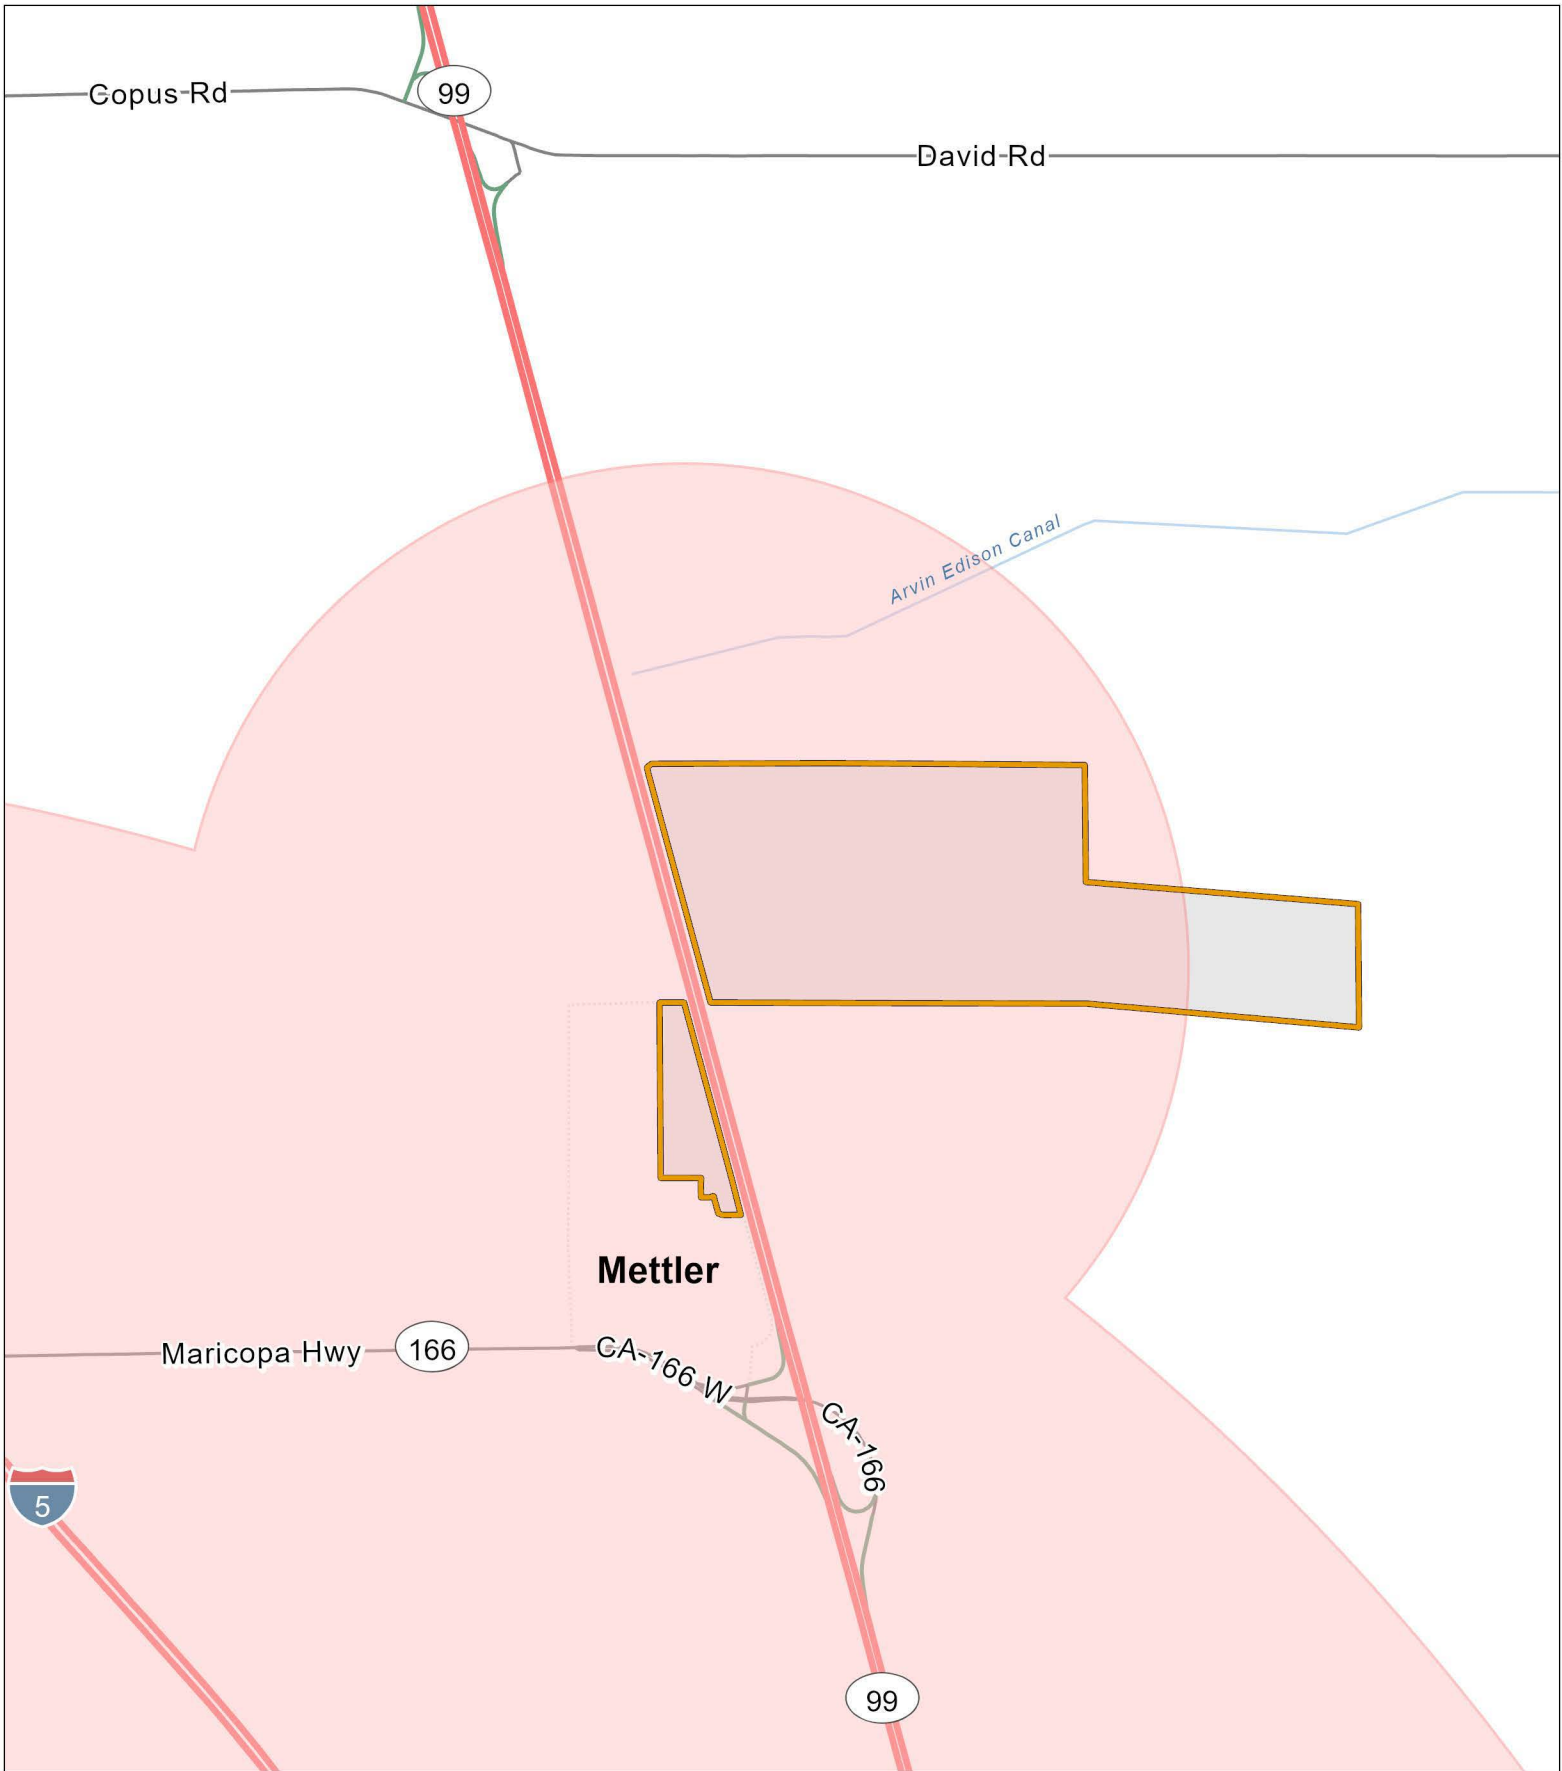 99
Copus Rd
David Rd
Arvin Edison Canal
Mettler
Maricopa Hwy
166
CA-166 W
CA-166
5
99